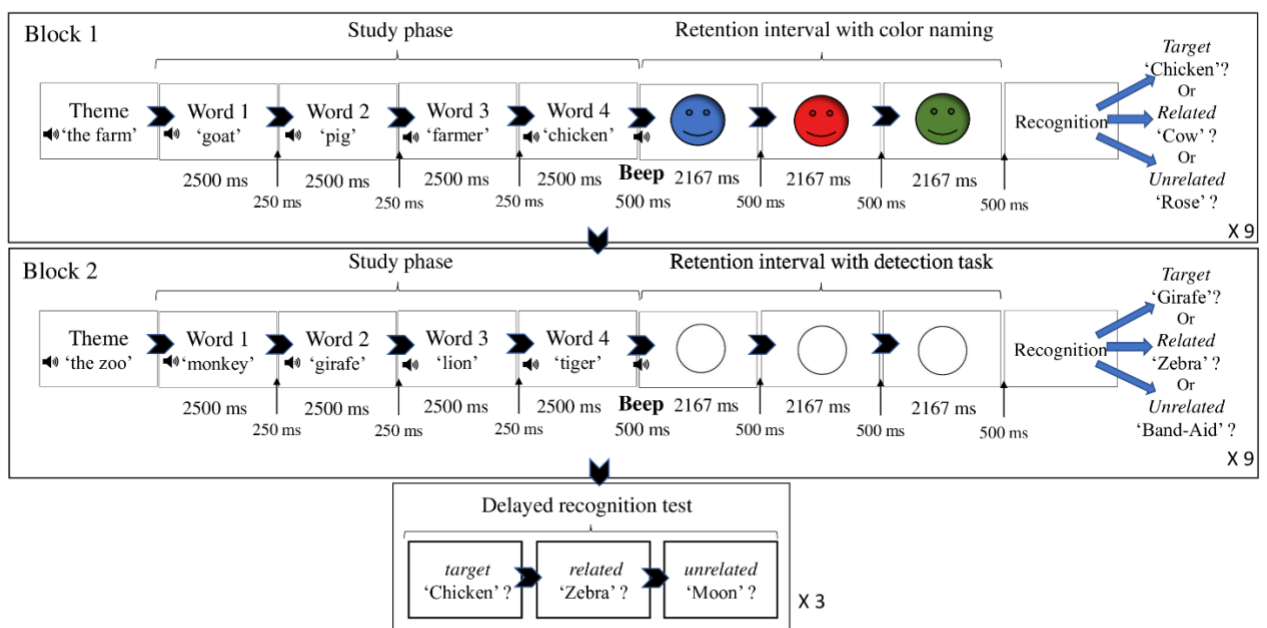 Block 1
Study phase
Retention interval with color naming
Theme
‘the farm’
Word 1
‘goat’
Word 2
‘pig’
Word 3
‘farmer’
Word 4
‘chicken’
Recognition
Target
‘Chicken’?
Or
Related
‘Cow’ ?
Or
Unrelated
‘Rose’ ?
2500 ms
2500 ms
2500 ms
2500 ms
Beep
2167 ms
2167 ms
2167 ms
250 ms
250 ms
250 ms
500 ms
500 ms
500 ms
500 ms
X 9
Block 2
Study phase
Retention interval with detection task
Theme
‘the zoo’
Word 1
‘monkey’
Word 2
‘girafe’
Word 3
‘lion’
Word 4
‘tiger’
Recognition
Target
‘Girafe’?
Or
Related
‘Zebra’ ?
Or
Unrelated
‘Band-Aid’ ?
2500 ms
2500 ms
2500 ms
2500 ms
Beep
2167 ms
2167 ms
2167 ms
250 ms
250 ms
250 ms
500 ms
500 ms
500 ms
500 ms
X 9
Delayed recognition test
target
‘Chicken’ ?
related
‘Zebra’ ?
unrelated
‘Moon’ ?
X 3